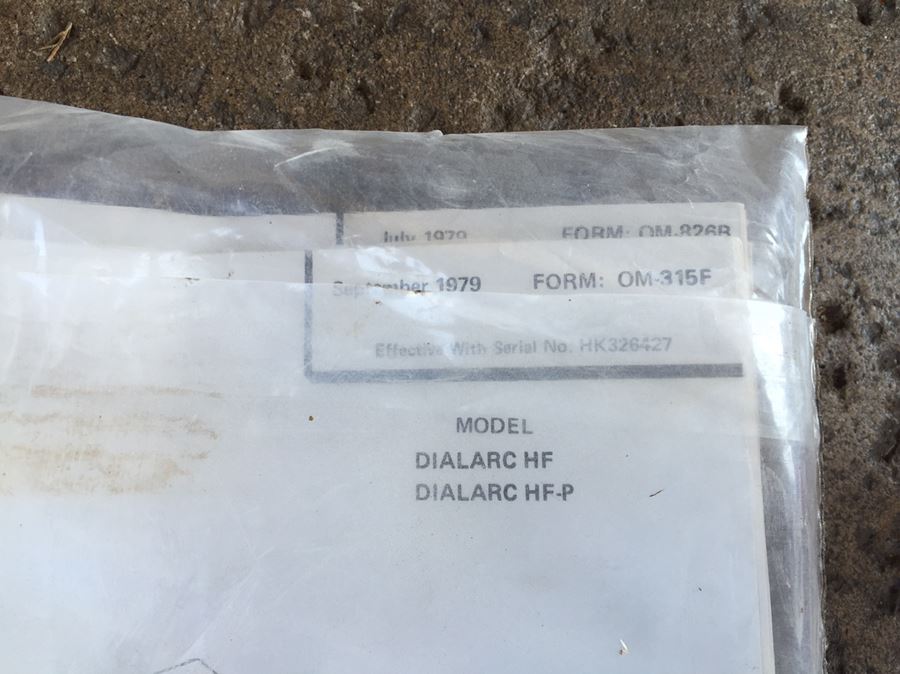 July 1979 FORM: OM-826B
September 1979 FORM: OM-315F
Effective With Serial No. HK326427
MODEL
DIALARC HF
DIALARC HF-P